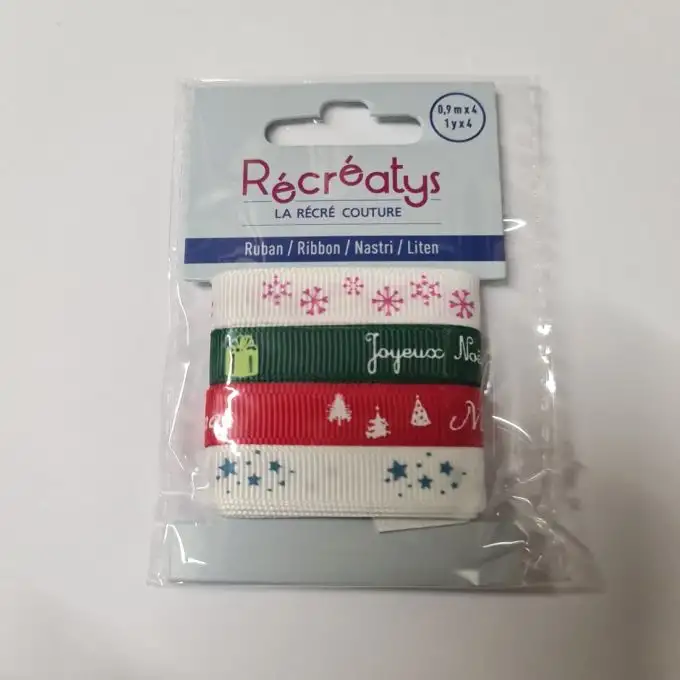 0,9 m x 4
1 y x 4
Récréatys
LA RÉCRÉ COUTURE
Ruban / Ribbon / Nastri / Liten
Joyeux